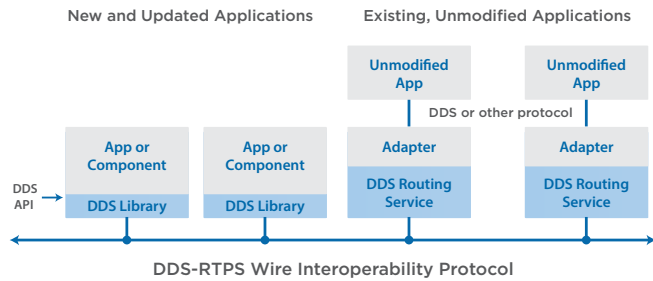 New and Updated Applications
Existing, Unmodified Applications
Unmodified
App
Unmodified
App
DDS or other protocol
App or
Component
App or
Component
Adapter
Adapter
DDS
API
DDS Library
DDS Library
DDS Routing
Service
DDS Routing
Service
DDS-RTPS Wire Interoperability Protocol